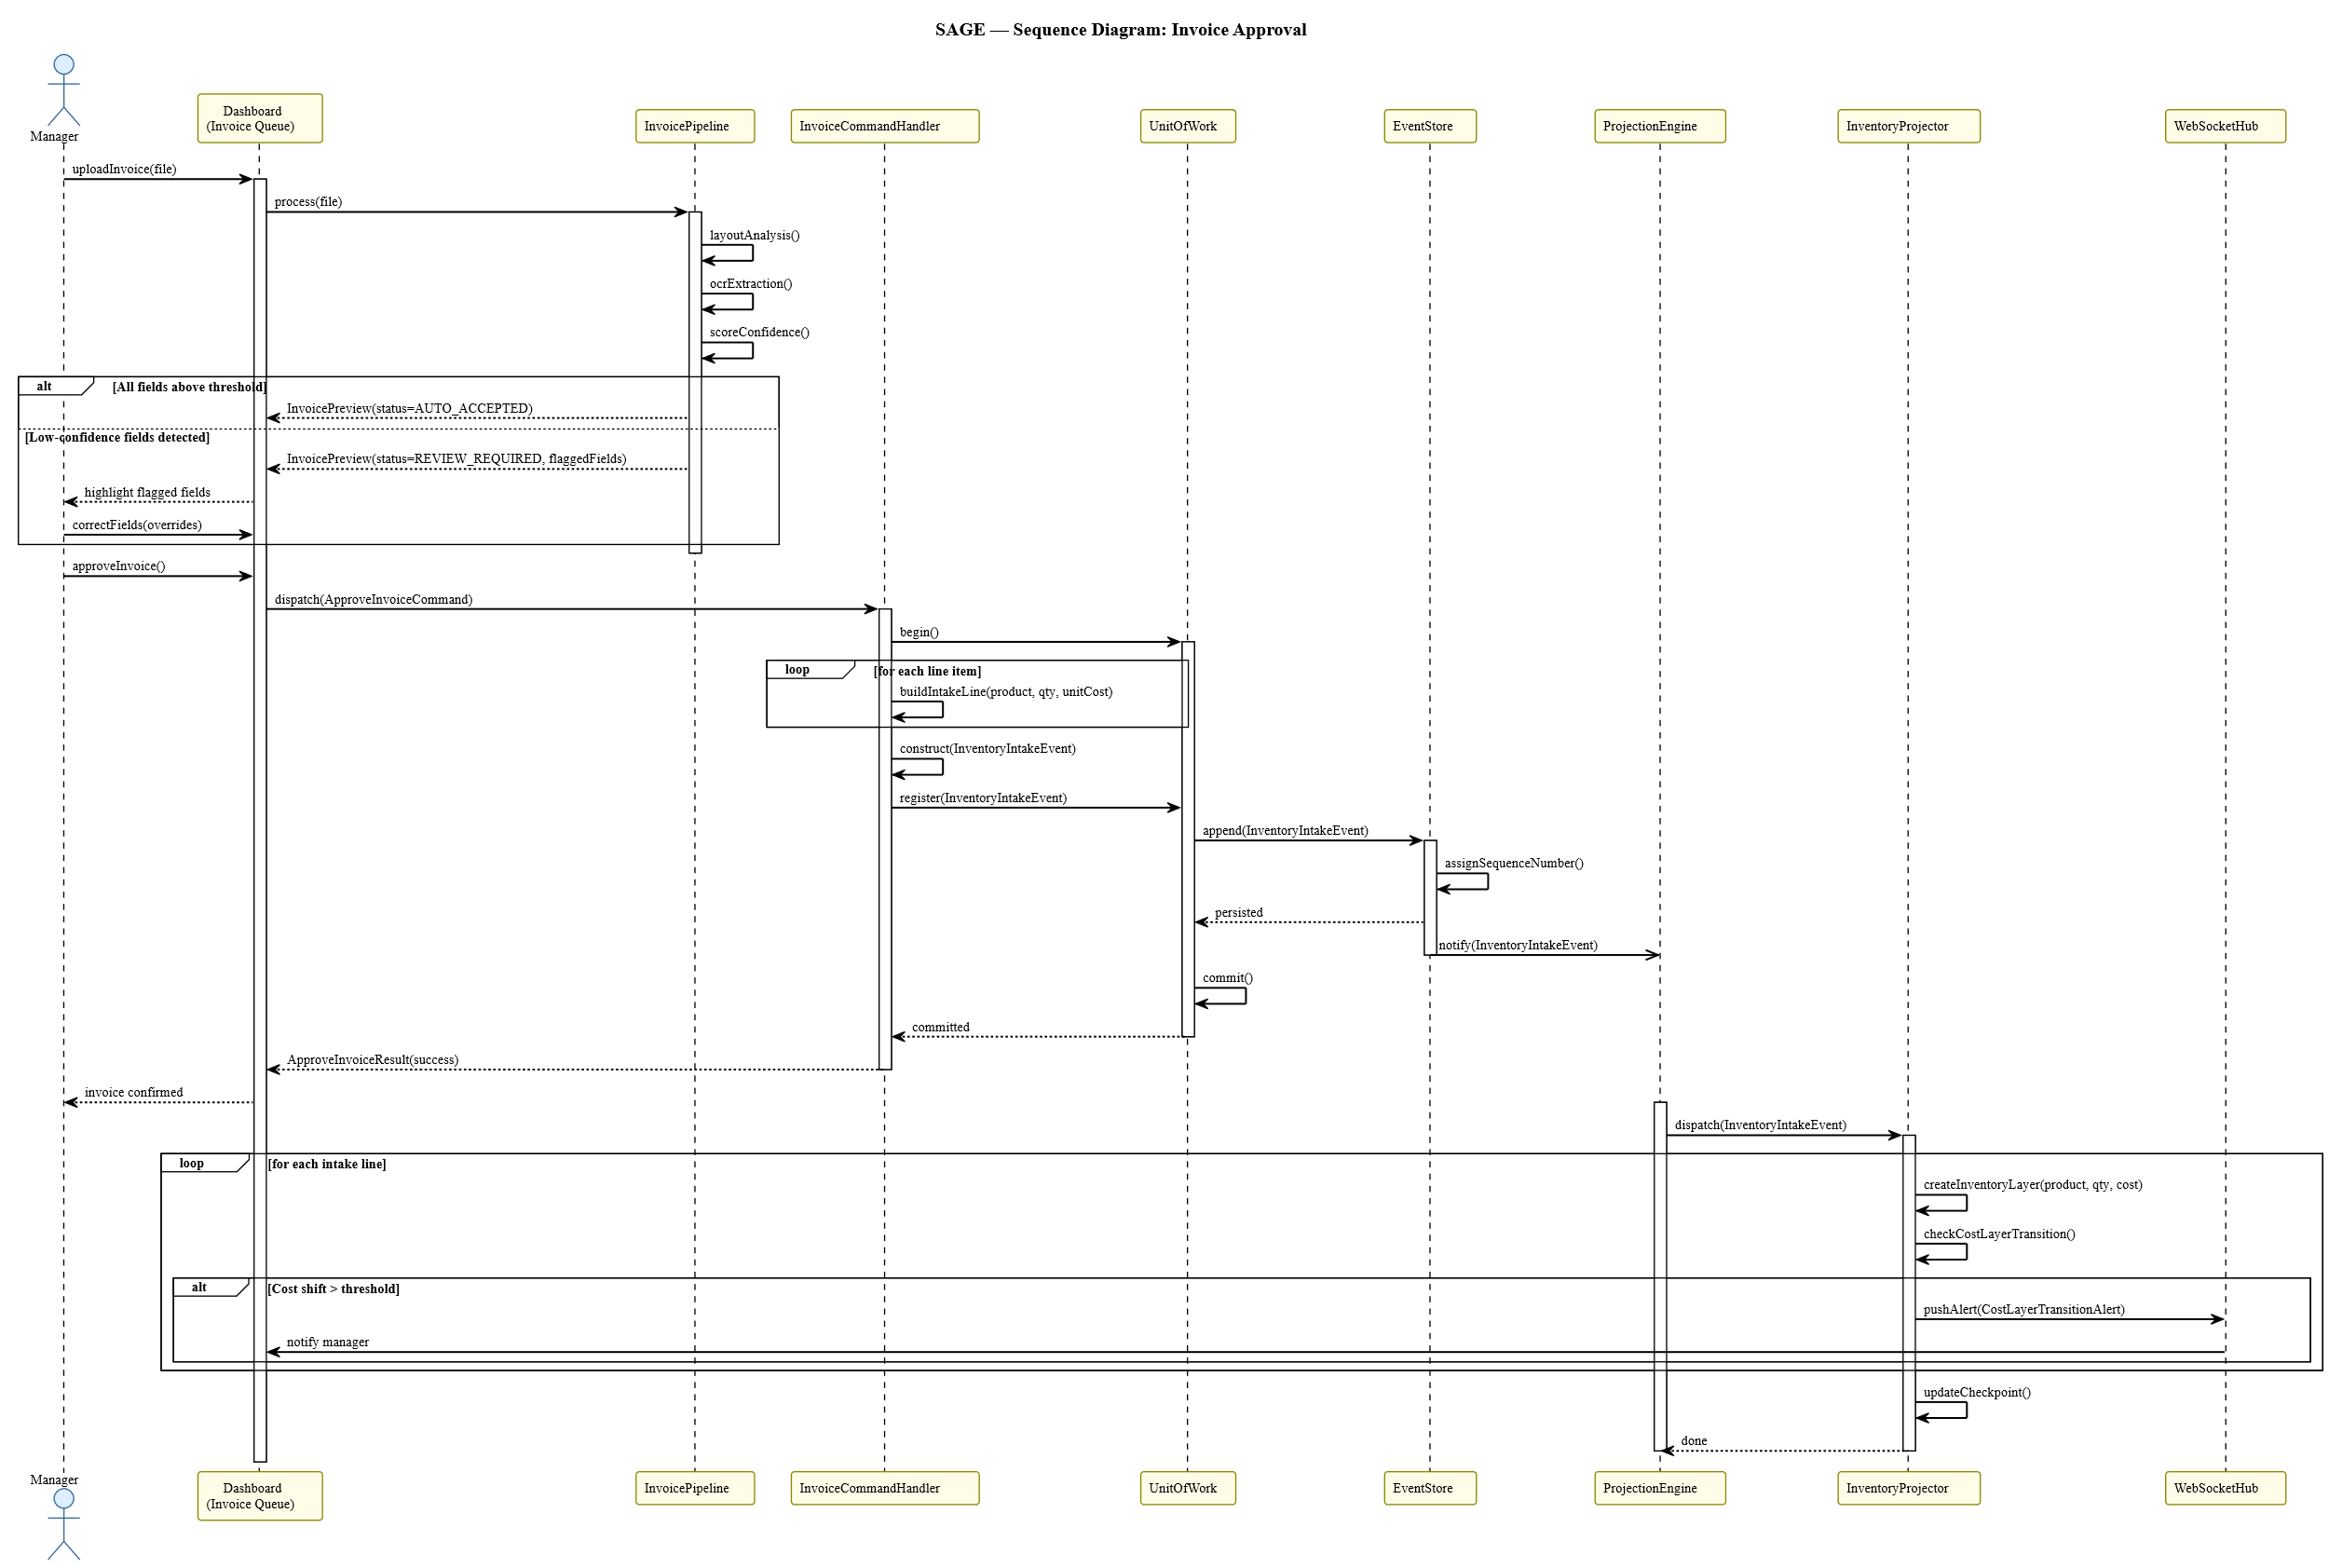 SAGE — Sequence Diagram: Invoice Approval
Manager
Dashboard
(Invoice Queue)
InvoicePipeline
InvoiceCommandHandler
UnitOfWork
EventStore
ProjectionEngine
InventoryProjector
WebSocketHub
uploadInvoice(file)
process(file)
layoutAnalysis()
ocrExtraction()
scoreConfidence()
alt
[All fields above threshold]
InvoicePreview(status=AUTO_ACCEPTED)
[Low-confidence fields detected]
InvoicePreview(status=REVIEW_REQUIRED, flaggedFields)
highlight flagged fields
correctFields(overrides)
approveInvoice()
dispatch(ApproveInvoiceCommand)
begin()
loop
[for each line item]
buildIntakeLine(product, qty, unitCost)
construct(InventoryIntakeEvent)
register(InventoryIntakeEvent)
append(InventoryIntakeEvent)
assignSequenceNumber()
persisted
notify(InventoryIntakeEvent)
commit()
committed
ApproveInvoiceResult(success)
invoice confirmed
dispatch(InventoryIntakeEvent)
loop
[for each intake line]
createInventoryLayer(product, qty, cost)
checkCostLayerTransition()
alt
[Cost shift > threshold]
pushAlert(CostLayerTransitionAlert)
notify manager
updateCheckpoint()
done
Manager
Dashboard
(Invoice Queue)
InvoicePipeline
InvoiceCommandHandler
UnitOfWork
EventStore
ProjectionEngine
InventoryProjector
WebSocketHub